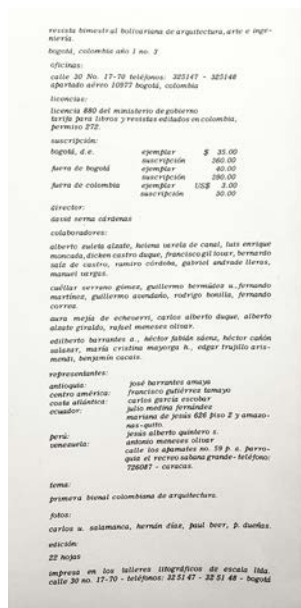 revista bimestral bolivariana de arquitectura, arte e inge-
niería.
bogotá, colombia año 1 no. 3
oficinas:
calle 30 No. 17-70 teléfonos: 325147 - 325148
apartado aéreo 10977 bogotá, colombia
licencias:
licencia 880 del ministerio de gobierno
tarifa para libros y revistas editados en colombia,
permiso 272.
suscripción:
bogotá, d.e. ejemplar $ 35.00
suscripción 360.00
fuera de bogotá ejemplar 40.00
suscripción 280.00
fuera de colombia ejemplar US$ 3.00
suscripción 30.00
director:
david serna cárdenas
colaboradores:
alberto zuleta alzate, helena varela de canal, luis enrique
moncada, dicken castro duque, francisco gil tovar, bernardo
saíz de castro, ramiro córdoba, gabriel andrade lleras,
manuel vargas.
cuéllar serrano gómez, guillermo bermúdez u., fernando
martínez, guillermo avendaño, rodrigo bonilla, fernando
correa.
aura mejía de echeverri, carlos alberto duque, alberto
alzate giraldo, rafael meneses olivar.
edilberto barrantes a., héctor fabián sáenz, héctor cañón
salazar, maría cristina mayorga h., edgar trujillo aris-
mendi, benjamín cacais.
representantes:
antioquia: josé barrantes amaya
centro américa: francisco gutiérrez tamayo
costa atlántica: carlos garcía escobar
ecuador: julio medina fernández
mariana de jesús 626 piso 2 y amazo-
nas-quito.
perú: jesús alberto quintero s.
venezuela: antonio meneses olivar
calle los apamates no. 59 p. a. parro-
quia el recreo sabana grande - teléfono:
726087 - caracas.
tema:
primera bienal colombiana de arquitectura.
fotos:
carlos u. salamanca, hernán díaz, paul beer, p. dueñas.
edición:
22 hojas
impresa en los talleres litográficos de escala ltda.
calle 30 no. 17-70 - teléfonos: 32 51 47 - 32 51 48 - bogotá